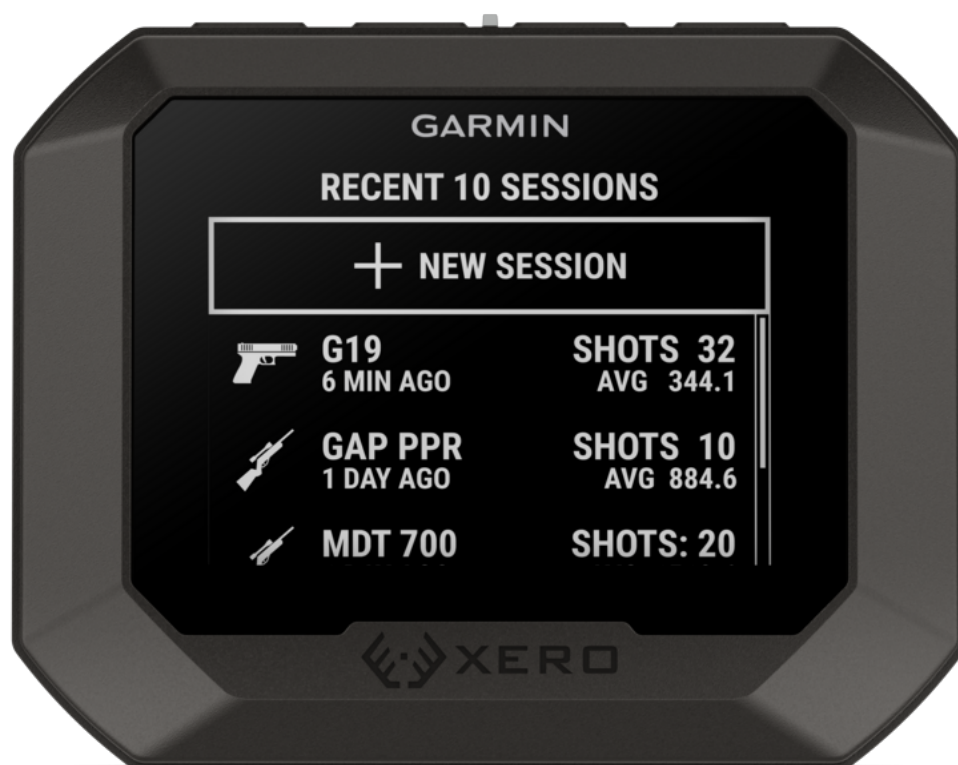 GARMIN
RECENT 10 SESSIONS
NEW SESSION
G19 SHOTS 32
6 MIN AGO AVG 344.1
GAP PPR SHOTS 10
1 DAY AGO AVG 884.6
MDT 700 SHOTS: 20
XERO